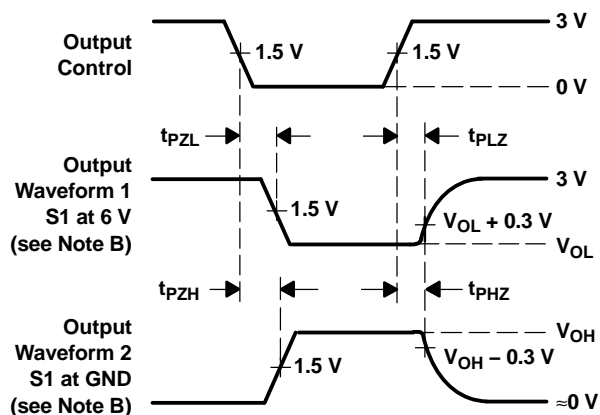 Output
Control
1.5 V
1.5 V
3 V
0 V
tPZL
tPLZ
Output
Waveform 1
S1 at 6 V
(see Note B)
1.5 V
3 V
VOL + 0.3 V
VOL
tPZH
tPHZ
Output
Waveform 2
S1 at GND
(see Note B)
1.5 V
VOH
VOH − 0.3 V
≈0 V